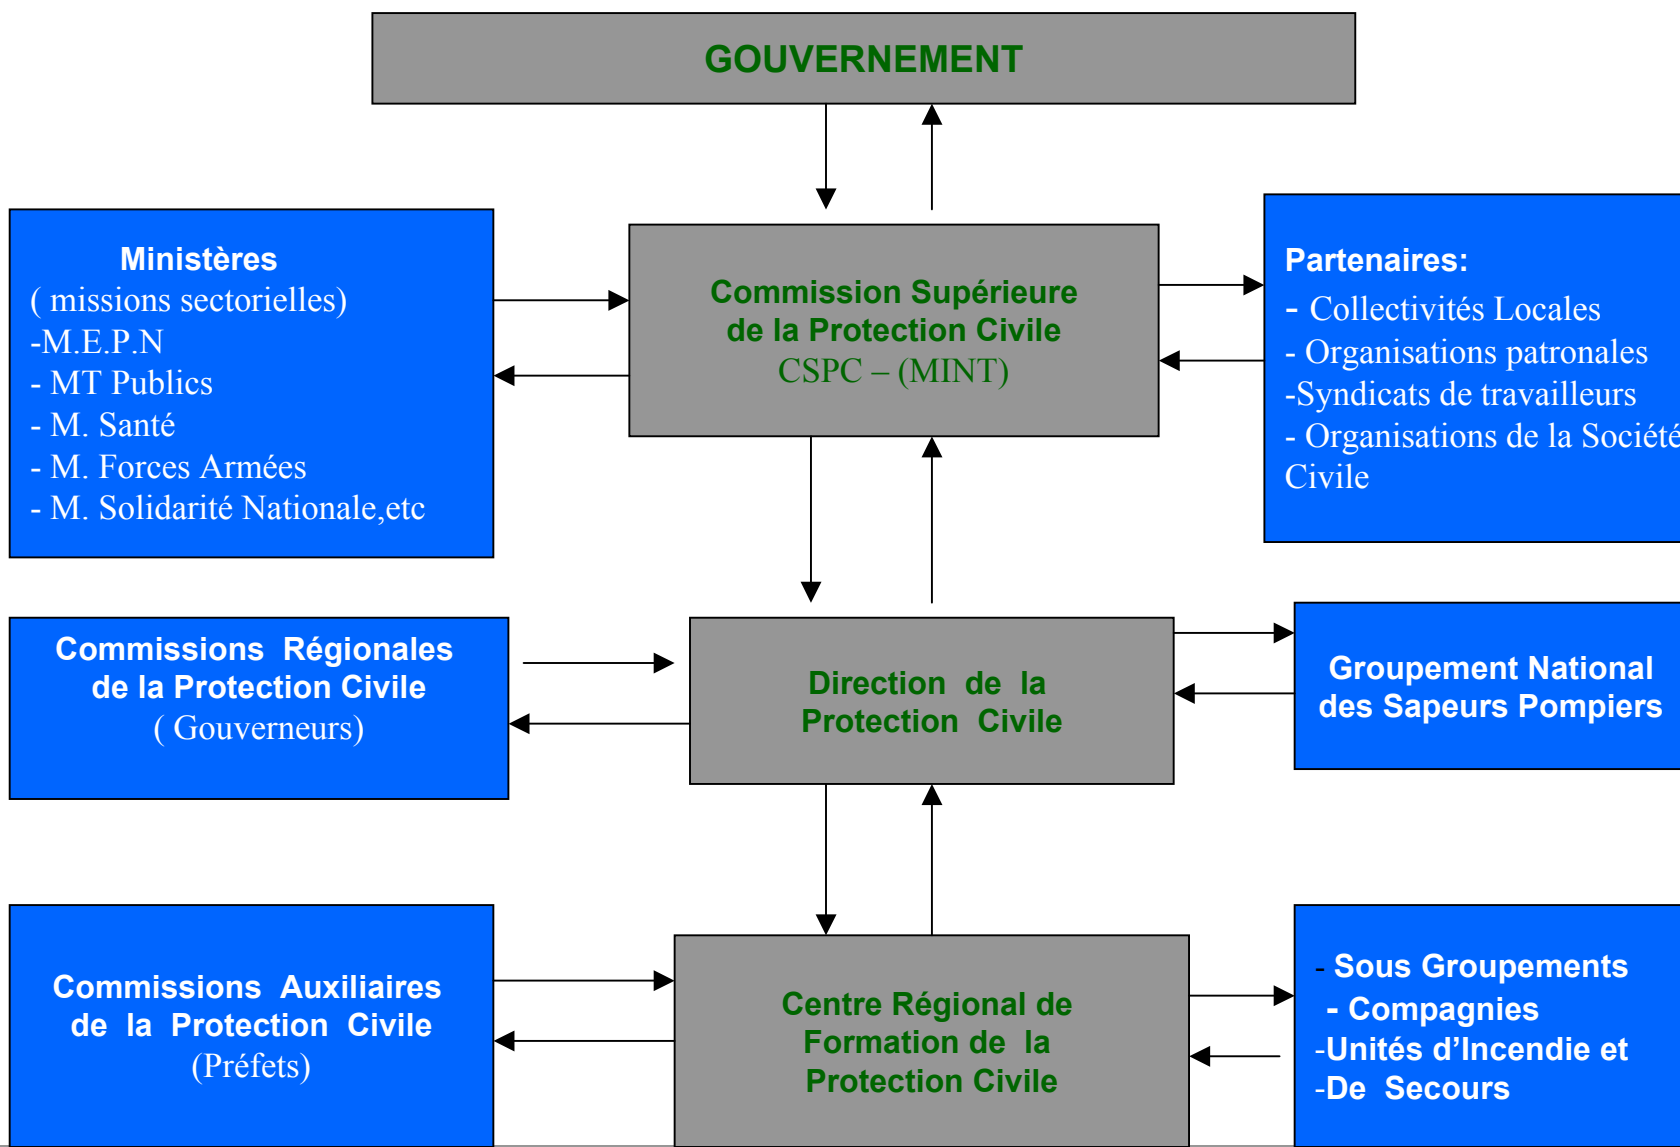 GOUVERNEMENT
Ministères
( missions sectorielles)
-M.E.P.N
- MT Publics
- M. Santé
- M. Forces Armées
- M. Solidarité Nationale,etc
Commission Supérieure
de la Protection Civile
CSPC – (MINT)
Partenaires:
- Collectivités Locales
- Organisations patronales
-Syndicats de travailleurs
- Organisations de la Société
Civile
Commissions Régionales
de la Protection Civile
( Gouverneurs)
Direction de la
Protection Civile
Groupement National
des Sapeurs Pompiers
Commissions Auxiliaires
de la Protection Civile
(Préfets)
Centre Régional de
Formation de la
Protection Civile
- Sous Groupements
- Compagnies
-Unités d’Incendie et
-De Secours